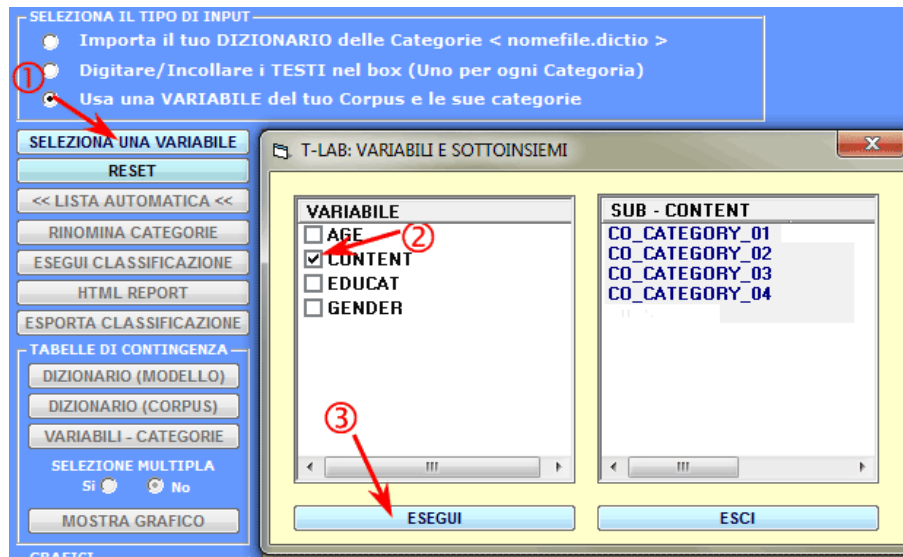 SELEZIONA IL TIPO DI INPUT
Importa il tuo DIZIONARIO delle Categorie < nomefile.dictio >
Digitare/Incollare i TESTI nel box (Uno per ogni Categoria)
Usa una VARIABILE del tuo Corpus e le sue categorie
1
SELEZIONA UNA VARIABILE
RESET
<< LISTA AUTOMATICA <<
RINOMINA CATEGORIE
ESEGUI CLASSIFICAZIONE
HTML REPORT
ESPORTA CLASSIFICAZIONE
TABELLE DI CONTINGENZA
DIZIONARIO (MODELLO)
DIZIONARIO (CORPUS)
VARIABILI - CATEGORIE
SELEZIONE MULTIPLA
Si No
MOSTRA GRAFICO
GRAFICI
T-LAB: VARIABILI E SOTTOINSIEMI
VARIABILE
AGE
2
CONTENT
EDUCAT
GENDER
3
ESEGUI
SUB - CONTENT
CO_CATEGORY_01
CO_CATEGORY_02
CO_CATEGORY_03
CO_CATEGORY_04
ESCI